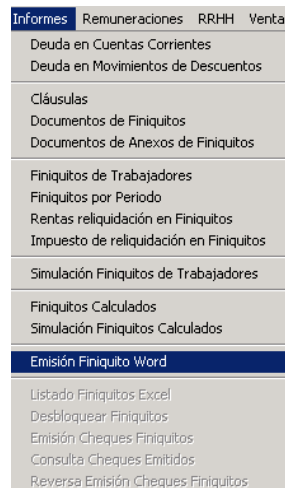 Informes Remuneraciones RRHH Venta
Deuda en Cuentas Corrientes
Deuda en Movimientos de Descuentos
Cláusulas
Documentos de Finiquitos
Documentos de Anexos de Finiquitos
Finiquitos de Trabajadores
Finiquitos por Periodo
Rentas reliquidación en Finiquitos
Impuesto de reliquidación en Finiquitos
Simulación Finiquitos de Trabajadores
Finiquitos Calculados
Simulación Finiquitos Calculados
Emisión Finiquito Word
Listado Finiquitos Excel
Desbloquear Finiquitos
Emisión Cheques Finiquitos
Consulta Cheques Emitidos
Reversa Emisión Cheques Finiquitos